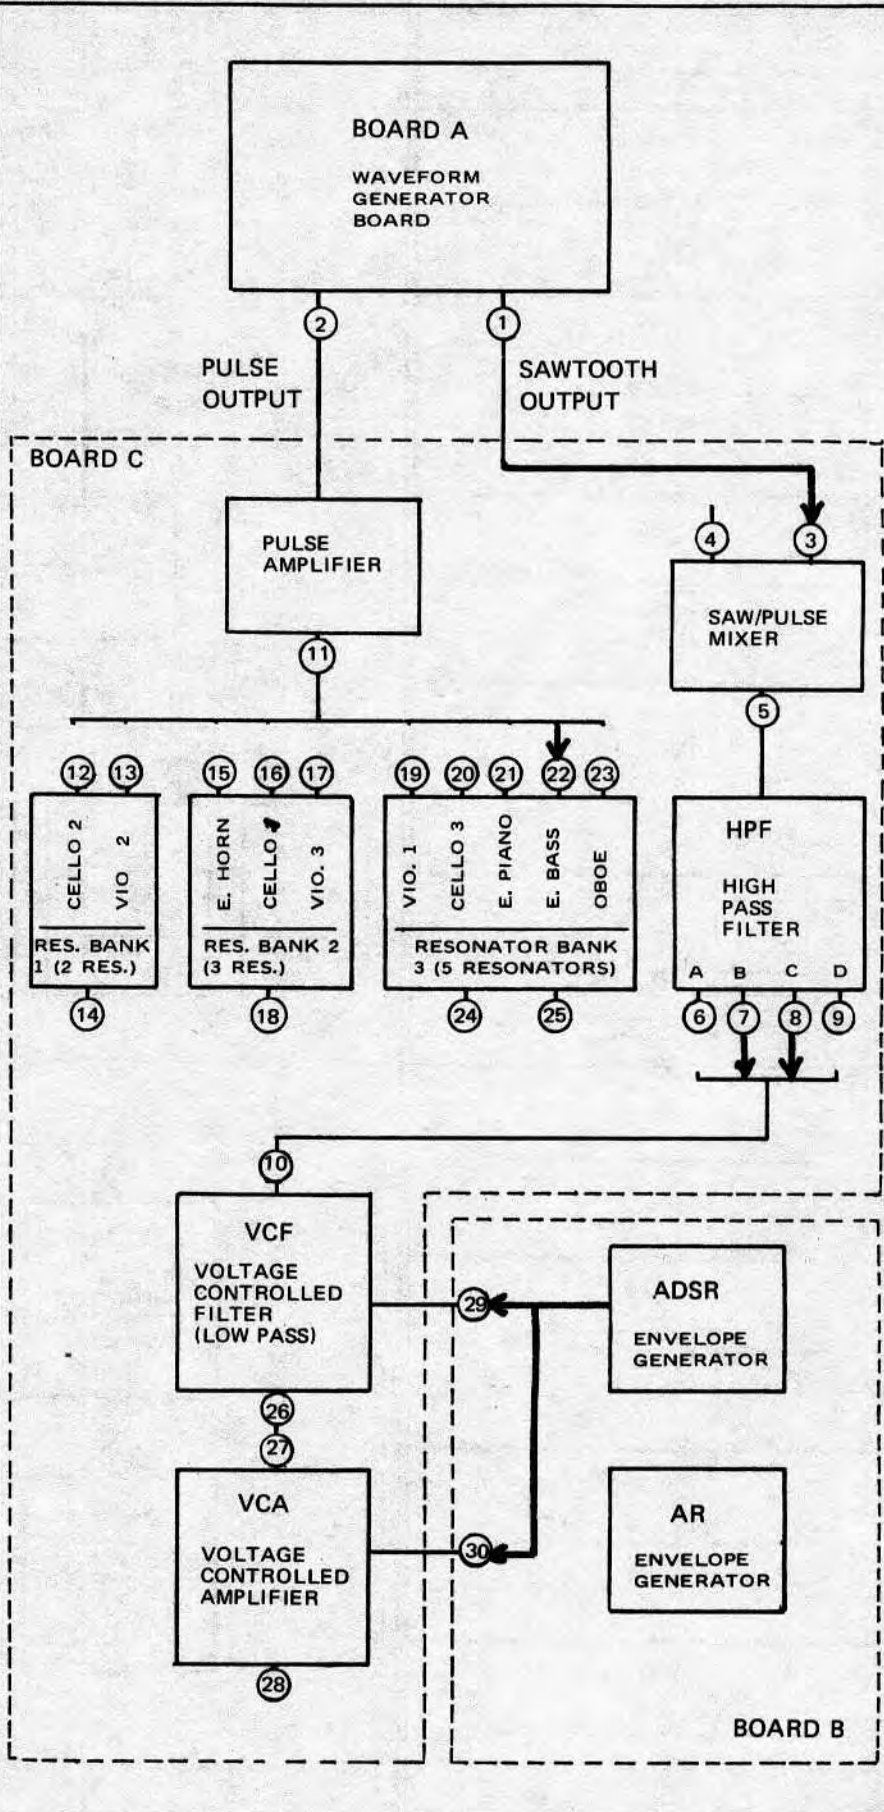 BOARD A
WAVEFORM
GENERATOR
BOARD
2
1
PULSE
OUTPUT
SAWTOOTH
OUTPUT
BOARD C
PULSE
AMPLIFIER
4
3
SAW/PULSE
MIXER
11
5
12
13
15
16
17
19
20
21
22
23
CELLO 2
VIO 2
RES. BANK
1 (2 RES.)
14
E. HORN
CELLO
VIO. 3
RES. BANK 2
(3 RES.)
18
VIO. 1
CELLO 3
E. PIANO
E. BASS
OBOE
RESONATOR BANK
3 (5 RESONATORS)
24
25
HPF
HIGH
PASS
FILTER
A B C D
6
7
8
9
10
VCF
VOLTAGE
CONTROLLED
FILTER
(LOW PASS)
29
ADSR
ENVELOPE
GENERATOR
26
27
VCA
VOLTAGE
CONTROLLED
AMPLIFIER
30
AR
ENVELOPE
GENERATOR
28
BOARD B